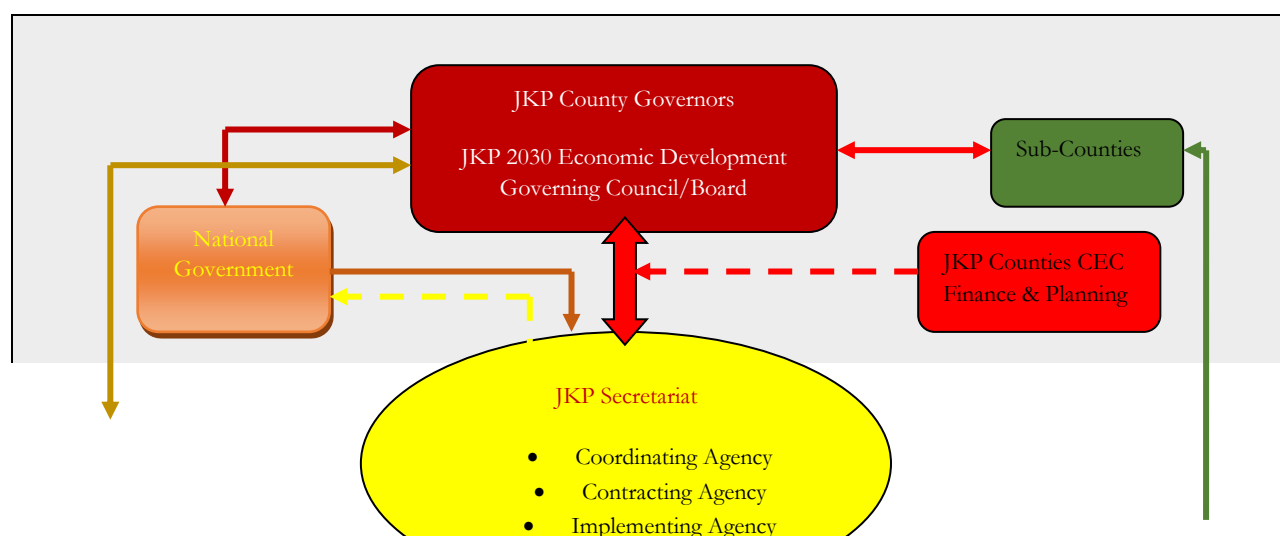 JKP County Governors
JKP 2030 Economic Development
Governing Council/Board
Sub-Counties
National
Government
JKP Counties CEC
Finance & Planning
JKP Secretariat
• Coordinating Agency
• Contracting Agency
• Implementing Agency